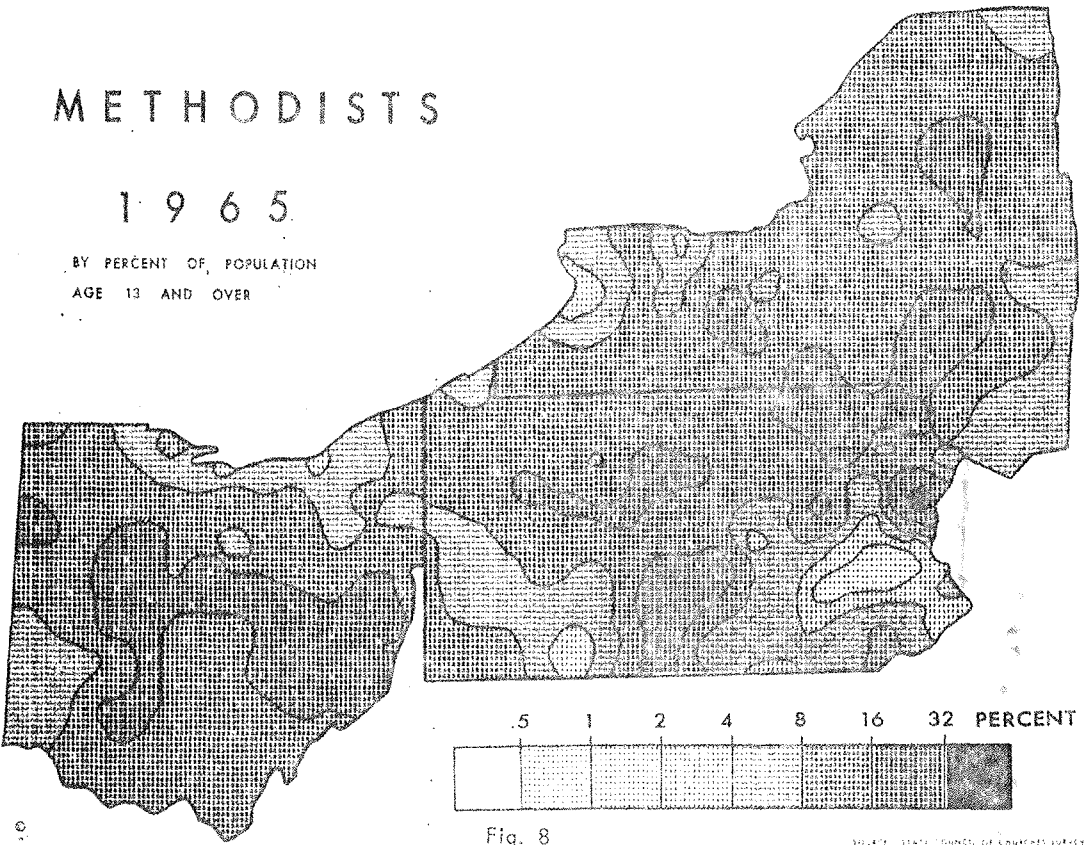 METHODISTS
1965
BY PERCENT OF POPULATION
AGE 13 AND OVER
.5 1 2 4 8 16 32 PERCENT
©
Fig. 8